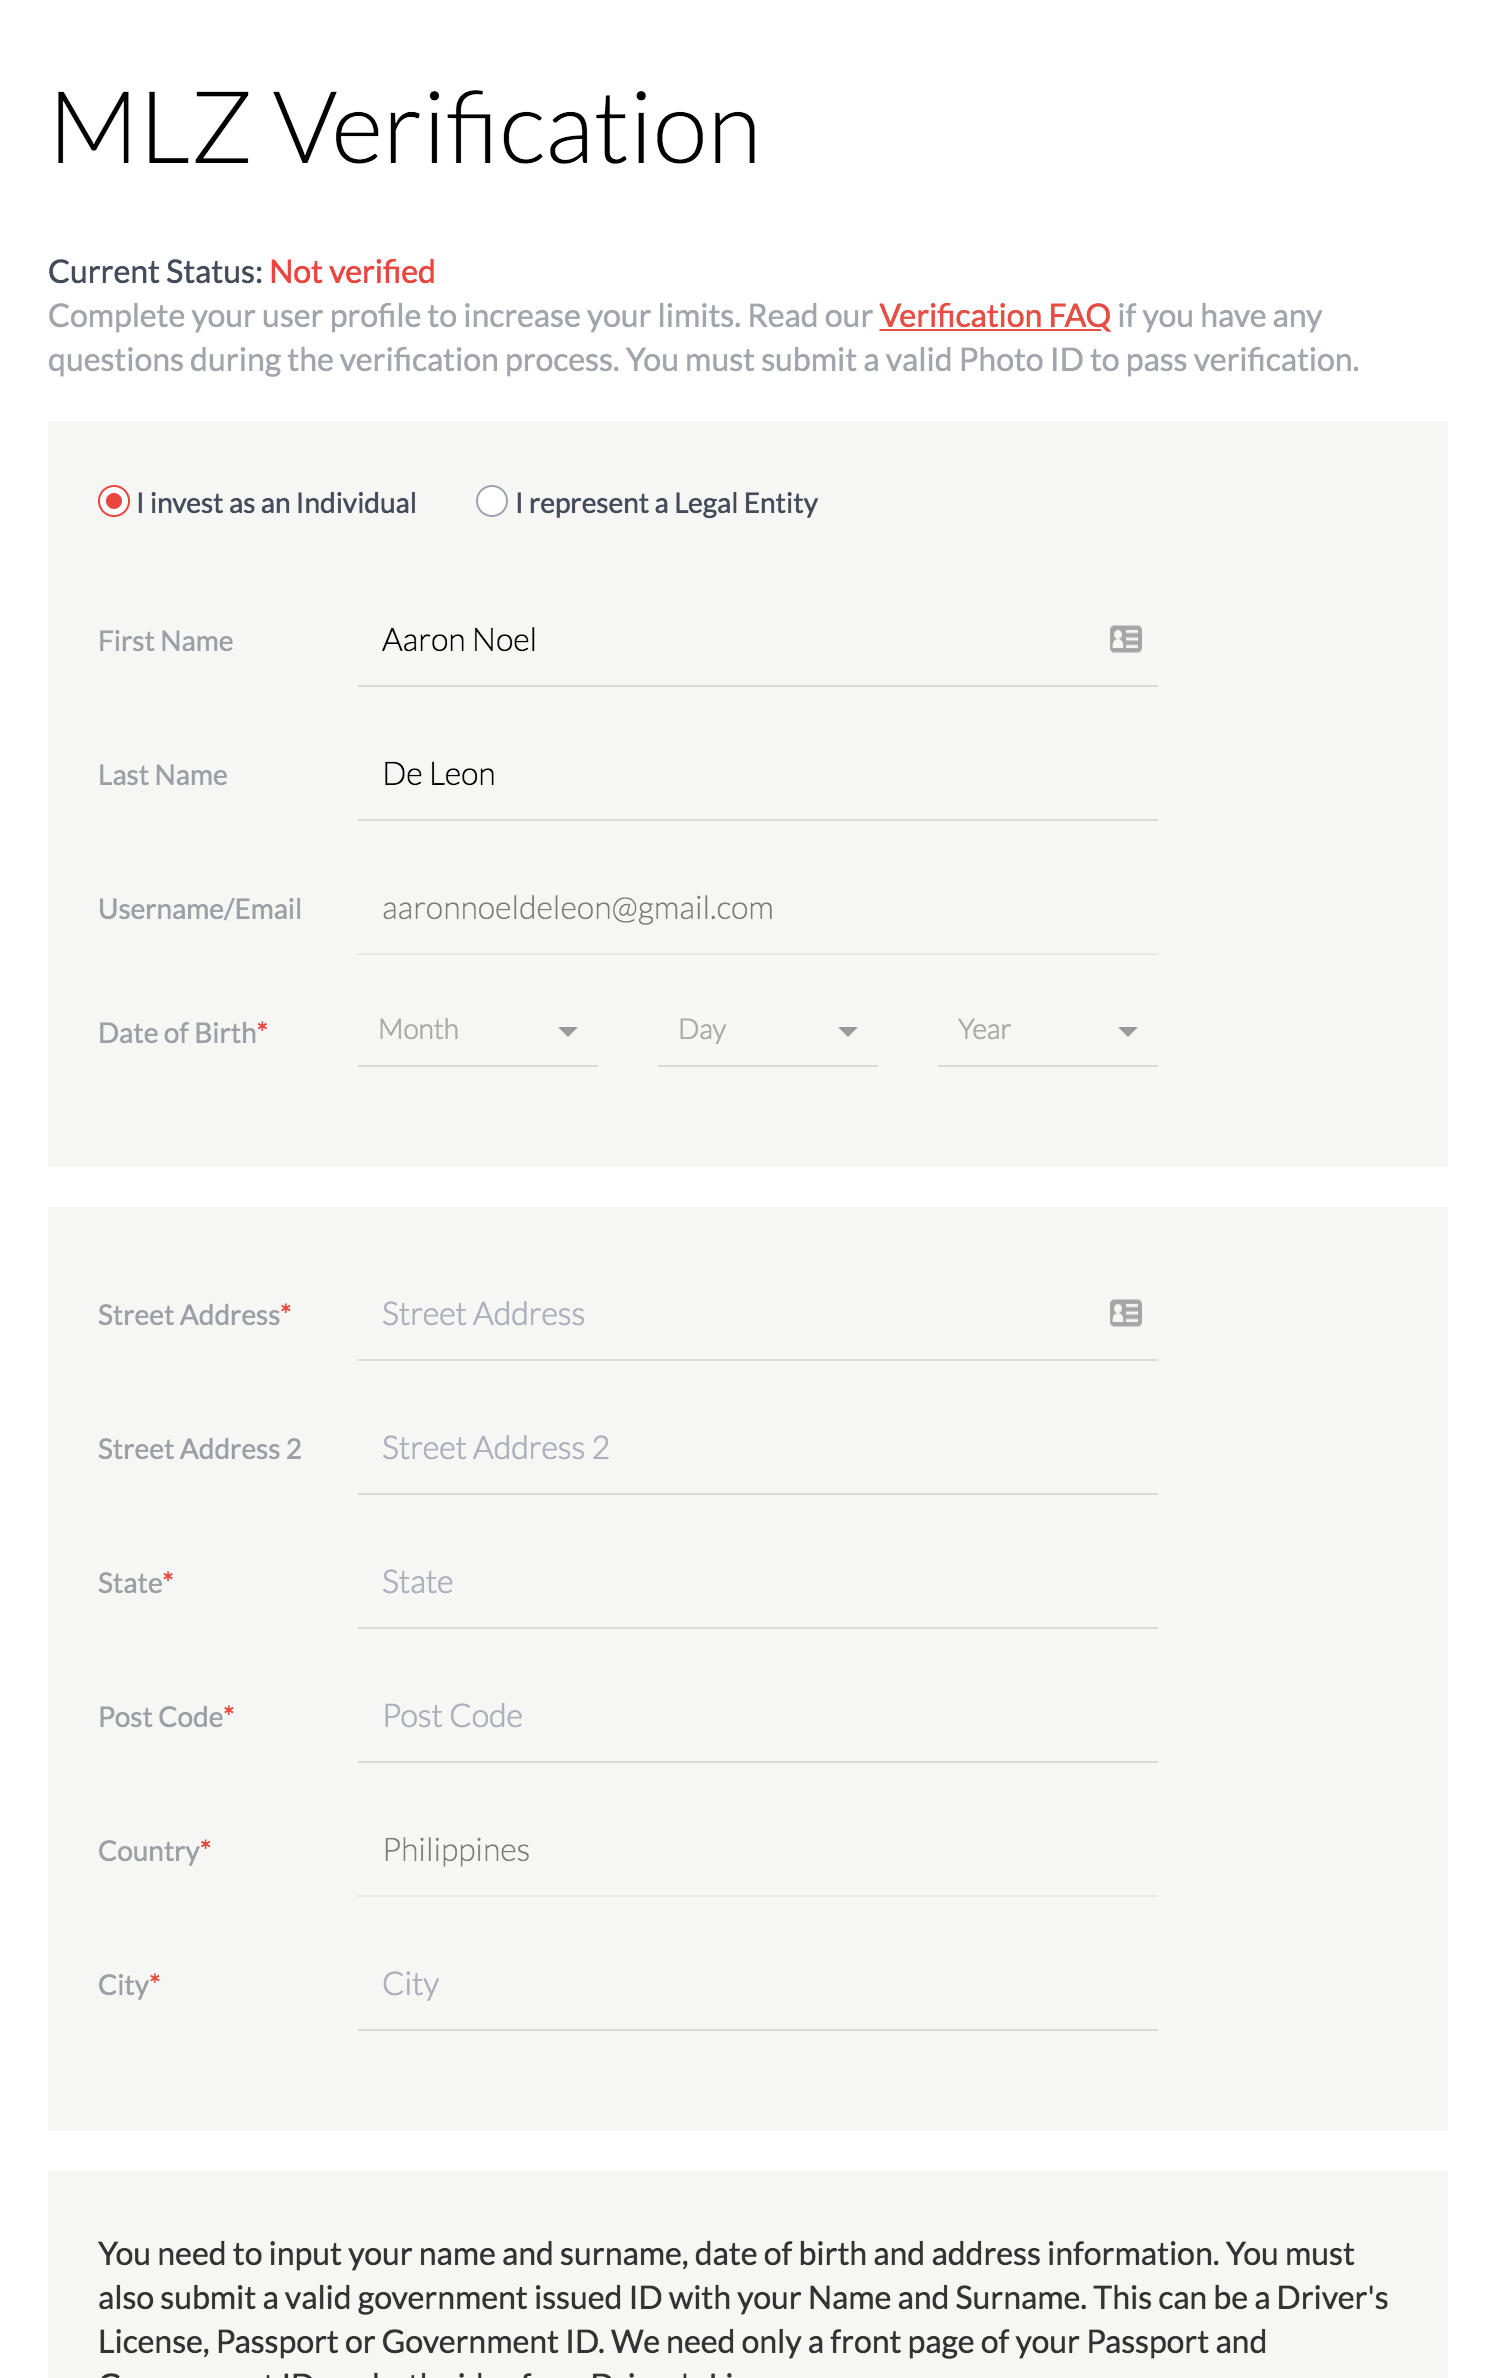 MLZ Verification
Current Status: Not verified
Complete your user profile to increase your limits. Read our Verification FAQ if you have any
questions during the verification process. You must submit a valid Photo ID to pass verification.
I invest as an Individual I represent a Legal Entity
First Name Aaron Noel
Last Name De Leon
Username/Email aaronnoeldeleon@gmail.com
Date of Birth* Month Day Year
Street Address* Street Address
Street Address 2 Street Address 2
State* State
Post Code* Post Code
Country* Philippines
City* City
You need to input your name and surname, date of birth and address information. You must
also submit a valid government issued ID with your Name and Surname. This can be a Driver's
License, Passport or Government ID. We need only a front page of your Passport and